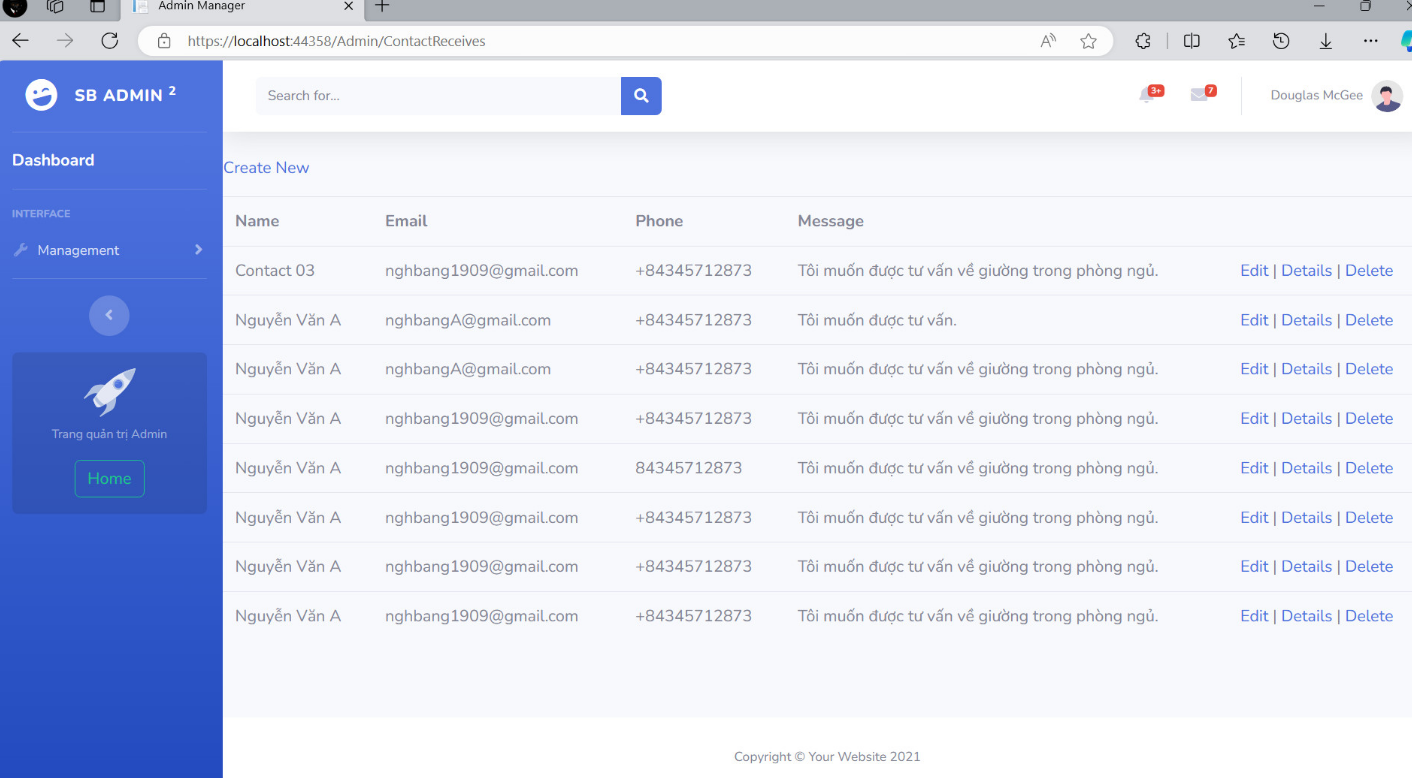 Admin Manager
https://localhost:44358/Admin/ContactReceives
SB ADMIN 2
Search for...
3+
7
Douglas McGee
Dashboard
INTERFACE
Management
Trang quản trị Admin
Home
Create New
Name Email Phone Message
Contact 03 nghbang1909@gmail.com +84345712873 Tôi muốn được tư vấn về giường trong phòng ngủ. Edit | Details | Delete
Nguyễn Văn A nghbangA@gmail.com +84345712873 Tôi muốn được tư vấn. Edit | Details | Delete
Nguyễn Văn A nghbangA@gmail.com +84345712873 Tôi muốn được tư vấn về giường trong phòng ngủ. Edit | Details | Delete
Nguyễn Văn A nghbang1909@gmail.com +84345712873 Tôi muốn được tư vấn về giường trong phòng ngủ. Edit | Details | Delete
Nguyễn Văn A nghbang1909@gmail.com 84345712873 Tôi muốn được tư vấn về giường trong phòng ngủ. Edit | Details | Delete
Nguyễn Văn A nghbang1909@gmail.com +84345712873 Tôi muốn được tư vấn về giường trong phòng ngủ. Edit | Details | Delete
Nguyễn Văn A nghbang1909@gmail.com +84345712873 Tôi muốn được tư vấn về giường trong phòng ngủ. Edit | Details | Delete
Nguyễn Văn A nghbang1909@gmail.com +84345712873 Tôi muốn được tư vấn về giường trong phòng ngủ. Edit | Details | Delete
Copyright © Your Website 2021